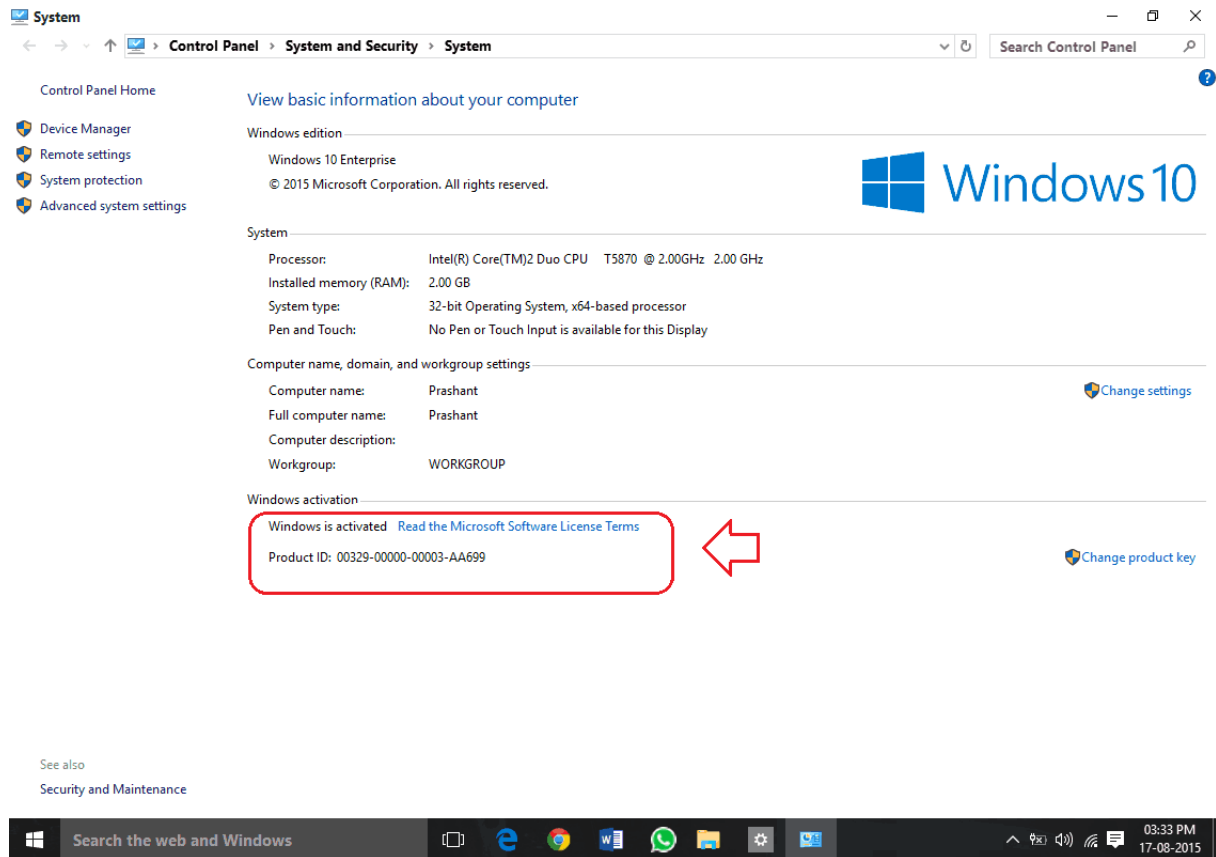 System
Control Panel › System and Security › System
Search Control Panel
?
Control Panel Home
Device Manager
Remote settings
System protection
Advanced system settings
View basic information about your computer
Windows edition
Windows 10 Enterprise
© 2015 Microsoft Corporation. All rights reserved.
Windows 10
System
Processor: Intel(R) Core(TM)2 Duo CPU T5870 @ 2.00GHz 2.00 GHz
Installed memory (RAM): 2.00 GB
System type: 32-bit Operating System, x64-based processor
Pen and Touch: No Pen or Touch Input is available for this Display
Computer name, domain, and workgroup settings
Computer name: Prashant
Change settings
Full computer name: Prashant
Computer description:
Workgroup: WORKGROUP
Windows activation
Windows is activated Read the Microsoft Software License Terms
Product ID: 00329-00000-00003-AA699
Change product key
See also
Security and Maintenance
Search the web and Windows
03:33 PM
17-08-2015